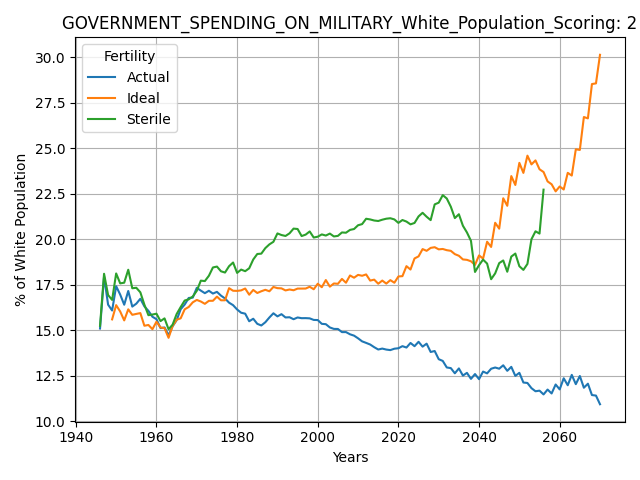 GOVERNMENT_SPENDING_ON_MILITARY_White_Population_Scoring: 2
Fertility
Actual
Ideal
Sterile
% of White Population
30.0
27.5
25.0
22.5
20.0
17.5
15.0
12.5
10.0
1940 1960 1980 2000 2020 2040 2060
Years